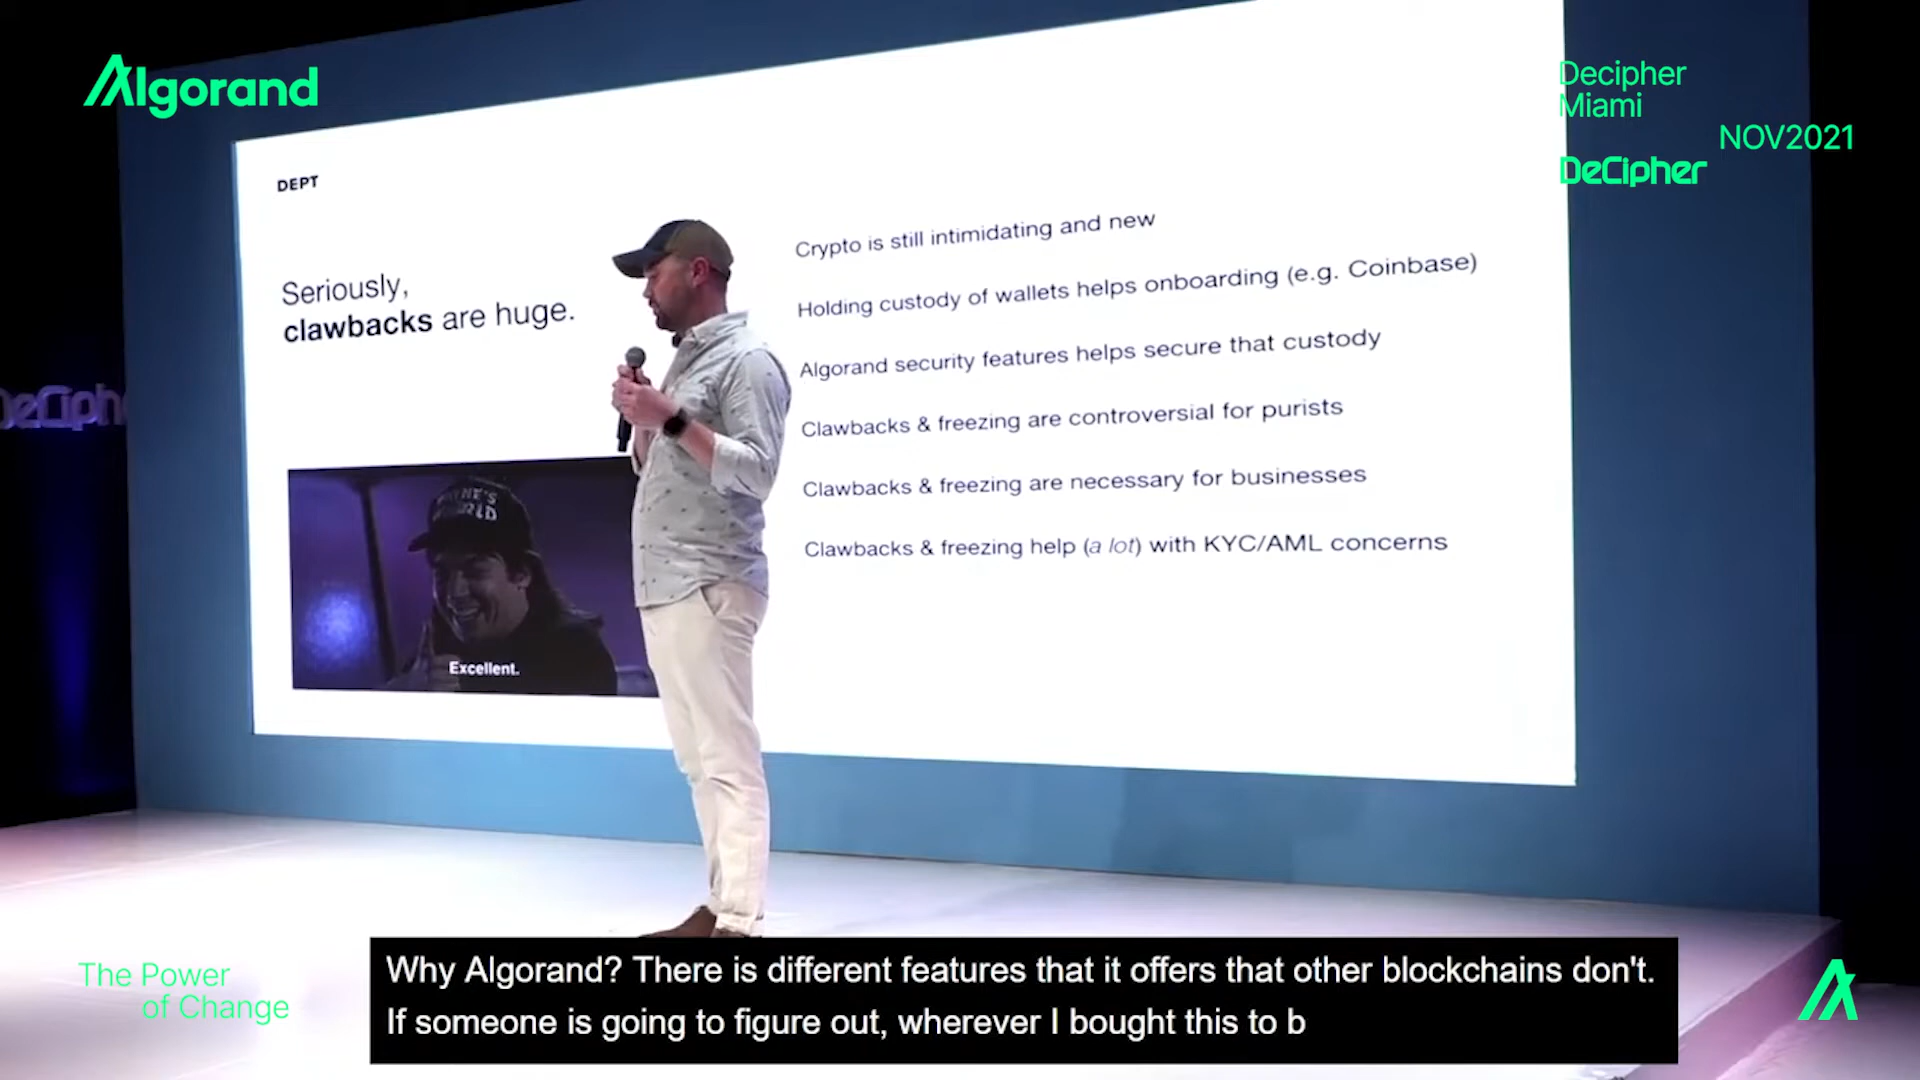 Algorand
Decipher
Miami
NOV2021
DeCipher
DEPT
Seriously,
clawbacks are huge.
Crypto is still intimidating and new
Holding custody of wallets helps onboarding (e.g. Coinbase)
Algorand security features helps secure that custody
Clawbacks & freezing are controversial for purists
Clawbacks & freezing are necessary for businesses
Clawbacks & freezing help (a lot) with KYC/AML concerns
DeCiph
WAYNE'S
WORLD
Excellent.
The Power
of Change
Why Algorand? There is different features that it offers that other blockchains don't.
If someone is going to figure out, wherever I bought this to b